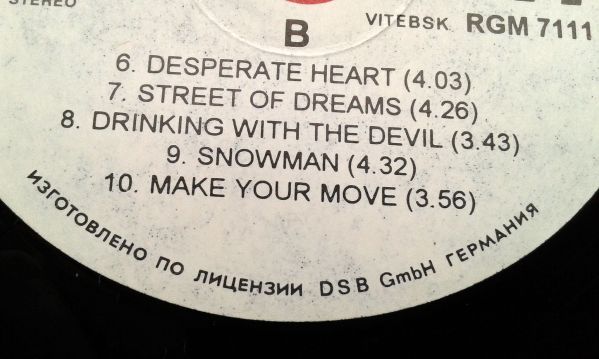 STEREO
B
VITEBSK RGM 7111
6. DESPERATE HEART (4.03)
7. STREET OF DREAMS (4.26)
8. DRINKING WITH THE DEVIL (3.43)
9. SNOWMAN (4.32)
10. MAKE YOUR MOVE (3.56)
ИЗГОТОВЛЕНО ПО ЛИЦЕНЗИИ DSB GmbH ГЕРМАНИЯ